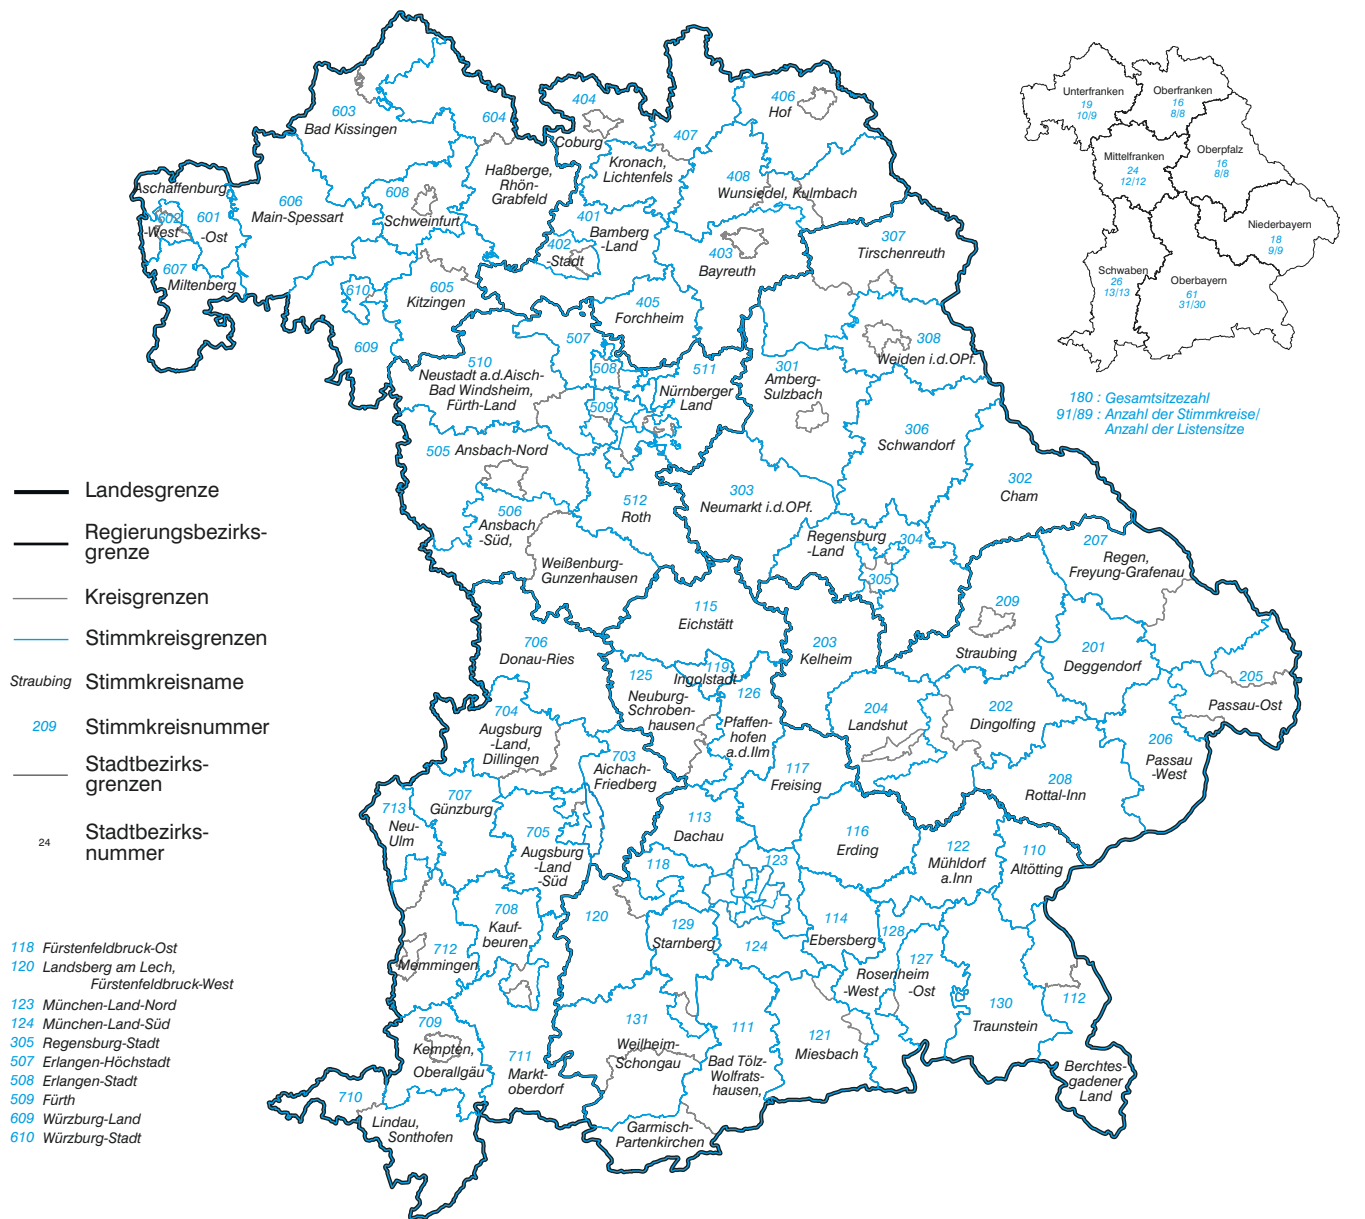 603
Bad Kissingen
604
404
Coburg
406
Hof
407
Kronach,
Lichtenfels
408
Wunsiedel, Kulmbach
Haßberge,
Rhön-
Grabfeld
Aschaffenburg
602
-West
601
-Ost
606
Main-Spessart
608
Schweinfurt
401
Bamberg
-Land
402
-Stadt
403
Bayreuth
307
Tirschenreuth
607
Miltenberg
610
605
Kitzingen
405
Forchheim
609
507
510
Neustadt a.d.Aisch-
Bad Windsheim,
Fürth-Land
508
509
511
Nürnberger
Land
301
Amberg-
Sulzbach
308
Weiden i.d.OPf.
306
Schwandorf
505 Ansbach-Nord
506
Ansbach
-Süd,
Weißenburg-
Gunzenhausen
512
Roth
303
Neumarkt i.d.OPf.
302
Cham
Regensburg
-Land
304
305
207
Regen,
Freyung-Grafenau
115
Eichstätt
209
Straubing
706
Donau-Ries
203
Kelheim
201
Deggendorf
119
Ingolstadt
125
Neuburg-
Schroben-
hausen
126
Pfaffen-
hofen
a.d.Ilm
205
Passau-Ost
204
Landshut
202
Dingolfing
206
Passau
-West
704
Augsburg
-Land,
Dillingen
703
Aichach-
Friedberg
117
Freising
208
Rottal-Inn
713
Neu-
Ulm
707
Günzburg
705
Augsburg
-Land
-Süd
113
Dachau
116
Erding
122
Mühldorf
a.Inn
110
Altötting
118
123
120
708
Kauf-
beuren
129
Starnberg
124
114
Ebersberg
128
127
Rosenheim
-West
-Ost
712
Memmingen
130
Traunstein
112
Berchtes-
gadener
Land
709
Kempten,
Oberallgäu
711
Markt-
oberdorf
131
Weilheim-
Schongau
111
Bad Tölz-
Wolfrats-
hausen,
121
Miesbach
710
Lindau,
Sonthofen
Garmisch-
Partenkirchen
Unterfranken
19
10/9
Oberfranken
16
8/8
Mittelfranken
24
12/12
Oberpfalz
16
8/8
Niederbayern
18
9/9
Schwaben
26
13/13
Oberbayern
61
31/30
180 : Gesamtsitzezahl
91/89 : Anzahl der Stimmkreise/
Anzahl der Listensitze
Landesgrenze
Regierungsbezirks-
grenze
Kreisgrenzen
Stimmkreisgrenzen
Straubing Stimmkreisname
209 Stimmkreisnummer
Stadtbezirks-
grenzen
24 Stadtbezirks-
nummer
118 Fürstenfeldbruck-Ost
120 Landsberg am Lech,
Fürstenfeldbruck-West
123 München-Land-Nord
124 München-Land-Süd
305 Regensburg-Stadt
507 Erlangen-Höchstadt
508 Erlangen-Stadt
509 Fürth
609 Würzburg-Land
610 Würzburg-Stadt